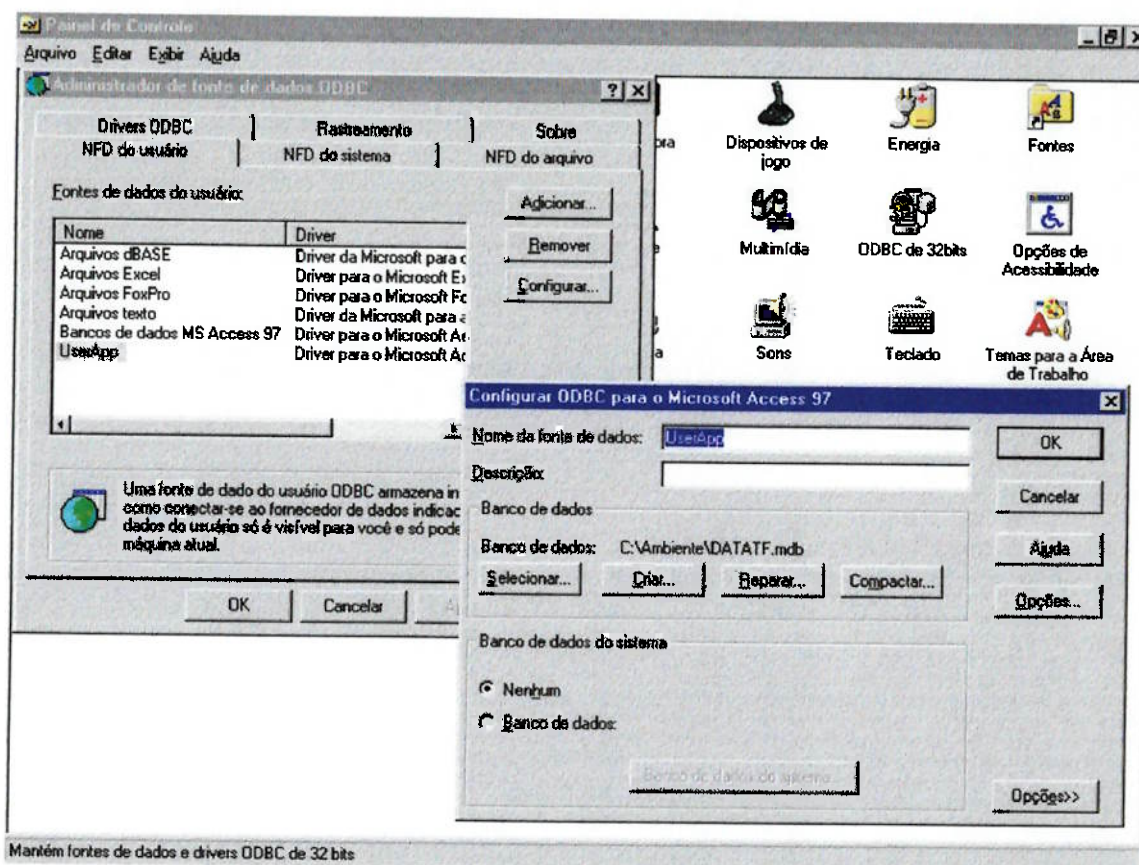 Painel de Controle
Arquivo Editar Exibir Ajuda
Administrador de fonte de dados ODBC
Drivers ODBC Rastreamento Sobre
NFD do usuário NFD do sistema NFD do arquivo
Fontes de dados do usuário:
Adicionar...
Remover
Configurar...
Nome Driver
Arquivos dBASE Driver da Microsoft para
Arquivos Excel Driver para o Microsoft
Arquivos FoxPro Driver para o Microsoft
Arquivos texto Driver da Microsoft para
Bancos de dados MS Access 97 Driver para o Microsoft
UserApp Driver para o Microsoft
Uma fonte de dado do usuário ODBC armazena
como conectar-se ao fornecedor de dados
dados do usuário só é visível para você e só
máquina atual.
OK Cancelar
Dispositivos de
jogo
Energia
Fontes
Multimídia
ODBC de 32bits
Opções de
Acessibilidade
Sons
Teclado
Temas para a Área
de Trabalho
Configurar ODBC para o Microsoft Access 97
Nome da fonte de dados: UserApp
Descrição:
OK
Cancelar
Ajuda
Opções...
Banco de dados
Banco de dados: C:\Ambiente\DATATF.mdb
Selecionar... Criar... Reparar... Compactar...
Banco de dados do sistema
Nenhum
Banco de dados:
Banco de dados do sistema...
Opções>>
Mantém fontes de dados e drivers ODBC de 32 bits